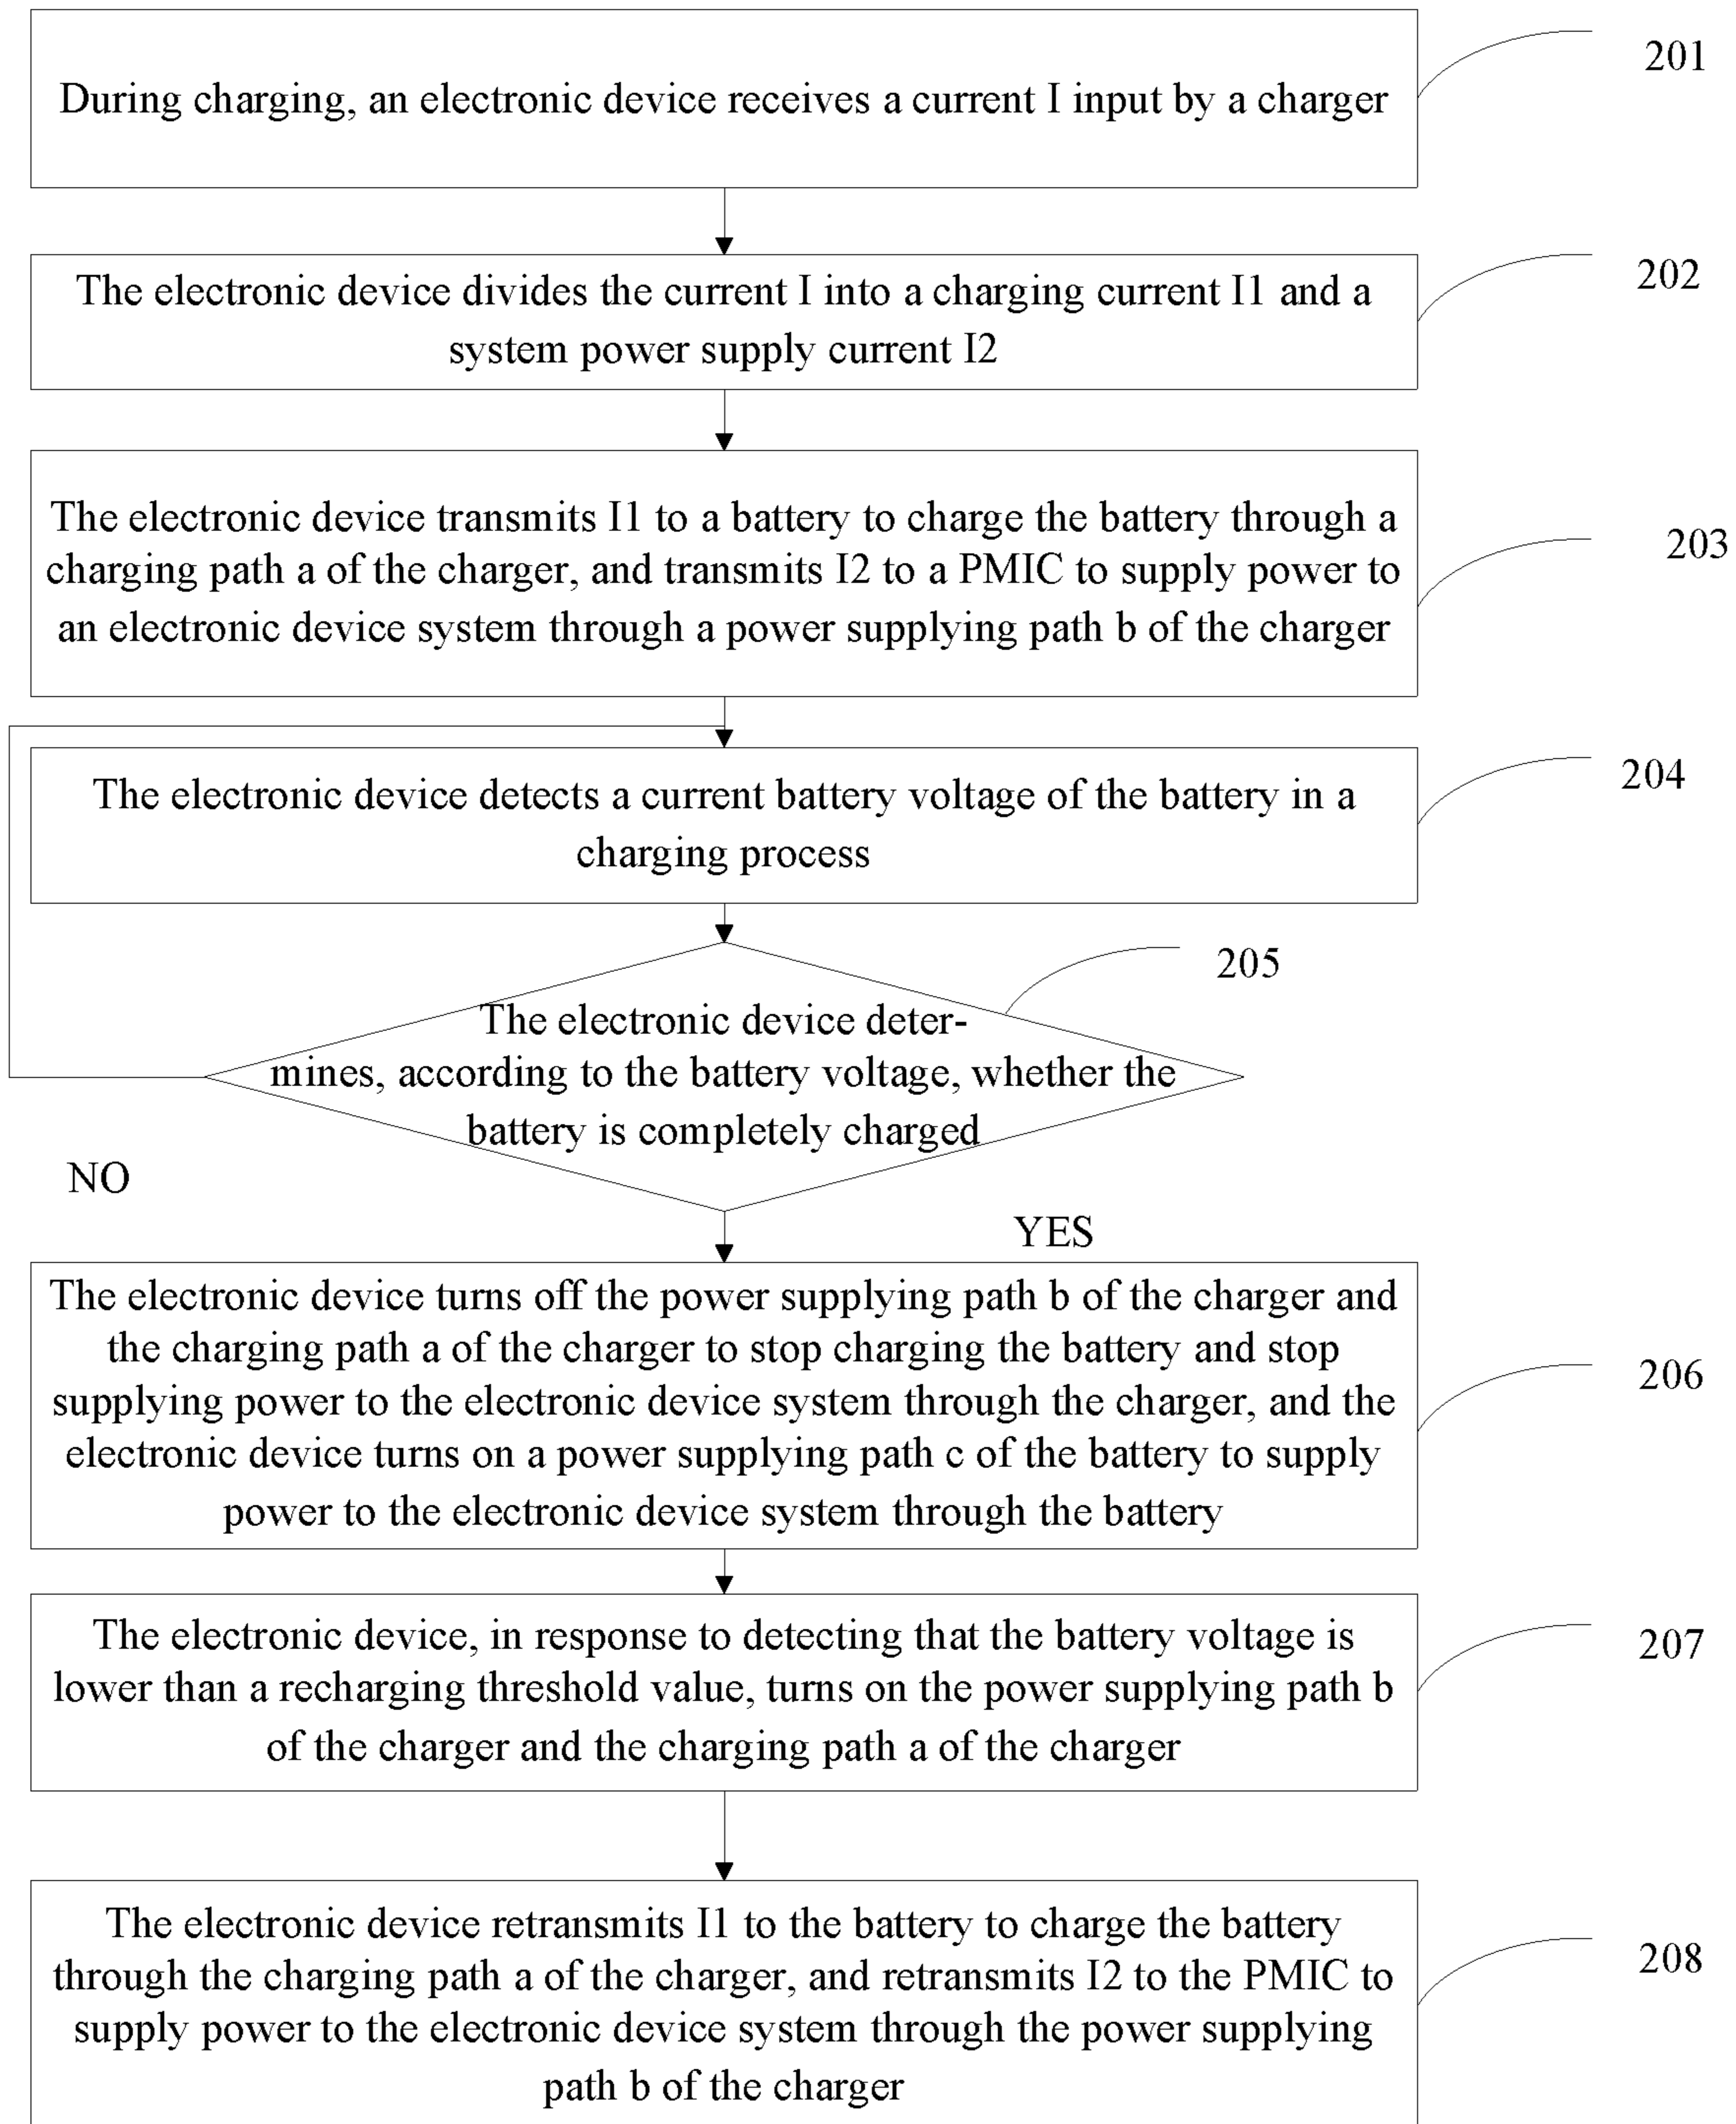 During charging, an electronic device receives a current I input by a charger
201
The electronic device divides the current I into a charging current I1 and a
system power supply current I2
202
The electronic device transmits I1 to a battery to charge the battery through a
charging path a of the charger, and transmits I2 to a PMIC to supply power to
an electronic device system through a power supplying path b of the charger
203
The electronic device detects a current battery voltage of the battery in a
charging process
204
The electronic device deter-
mines, according to the battery voltage, whether the
battery is completely charged
205
NO
YES
The electronic device turns off the power supplying path b of the charger and
the charging path a of the charger to stop charging the battery and stop
supplying power to the electronic device system through the charger, and the
electronic device turns on a power supplying path c of the battery to supply
power to the electronic device system through the battery
206
The electronic device, in response to detecting that the battery voltage is
lower than a recharging threshold value, turns on the power supplying path b
of the charger and the charging path a of the charger
207
The electronic device retransmits I1 to the battery to charge the battery
through the charging path a of the charger, and retransmits I2 to the PMIC to
supply power to the electronic device system through the power supplying
path b of the charger
208